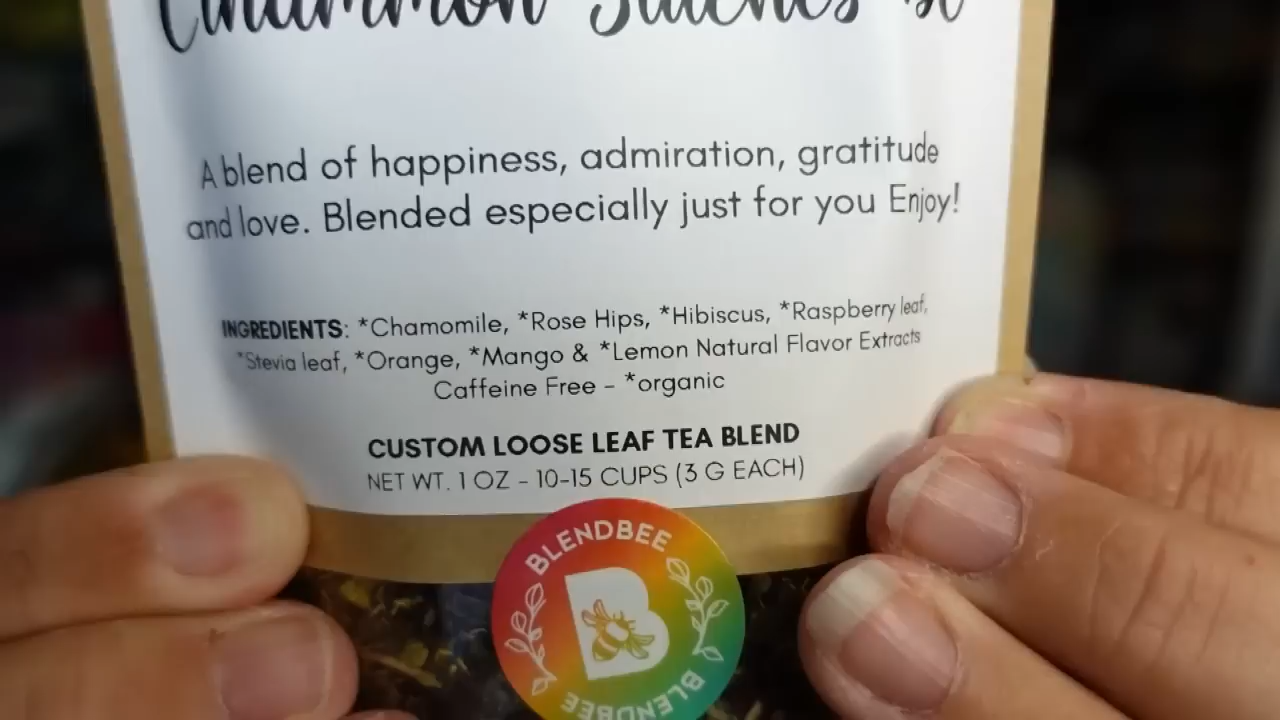 Cinnamon Stitches
A blend of happiness, admiration, gratitude
and love. Blended especially just for you Enjoy!
INGREDIENTS: *Chamomile, *Rose Hips, *Hibiscus, *Raspberry leaf,
*Stevia leaf, *Orange, *Mango & *Lemon Natural Flavor Extracts
Caffeine Free - *organic
CUSTOM LOOSE LEAF TEA BLEND
NET WT. 1 OZ - 10-15 CUPS (3 G EACH)
BLENDBEE
B
BLENDBEE